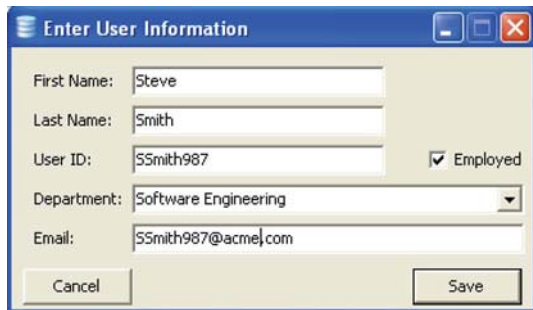 Enter User Information
First Name: Steve
Last Name: Smith
User ID: SSmith987 Employed
Department: Software Engineering
Email: SSmith987@acme.com
Cancel Save